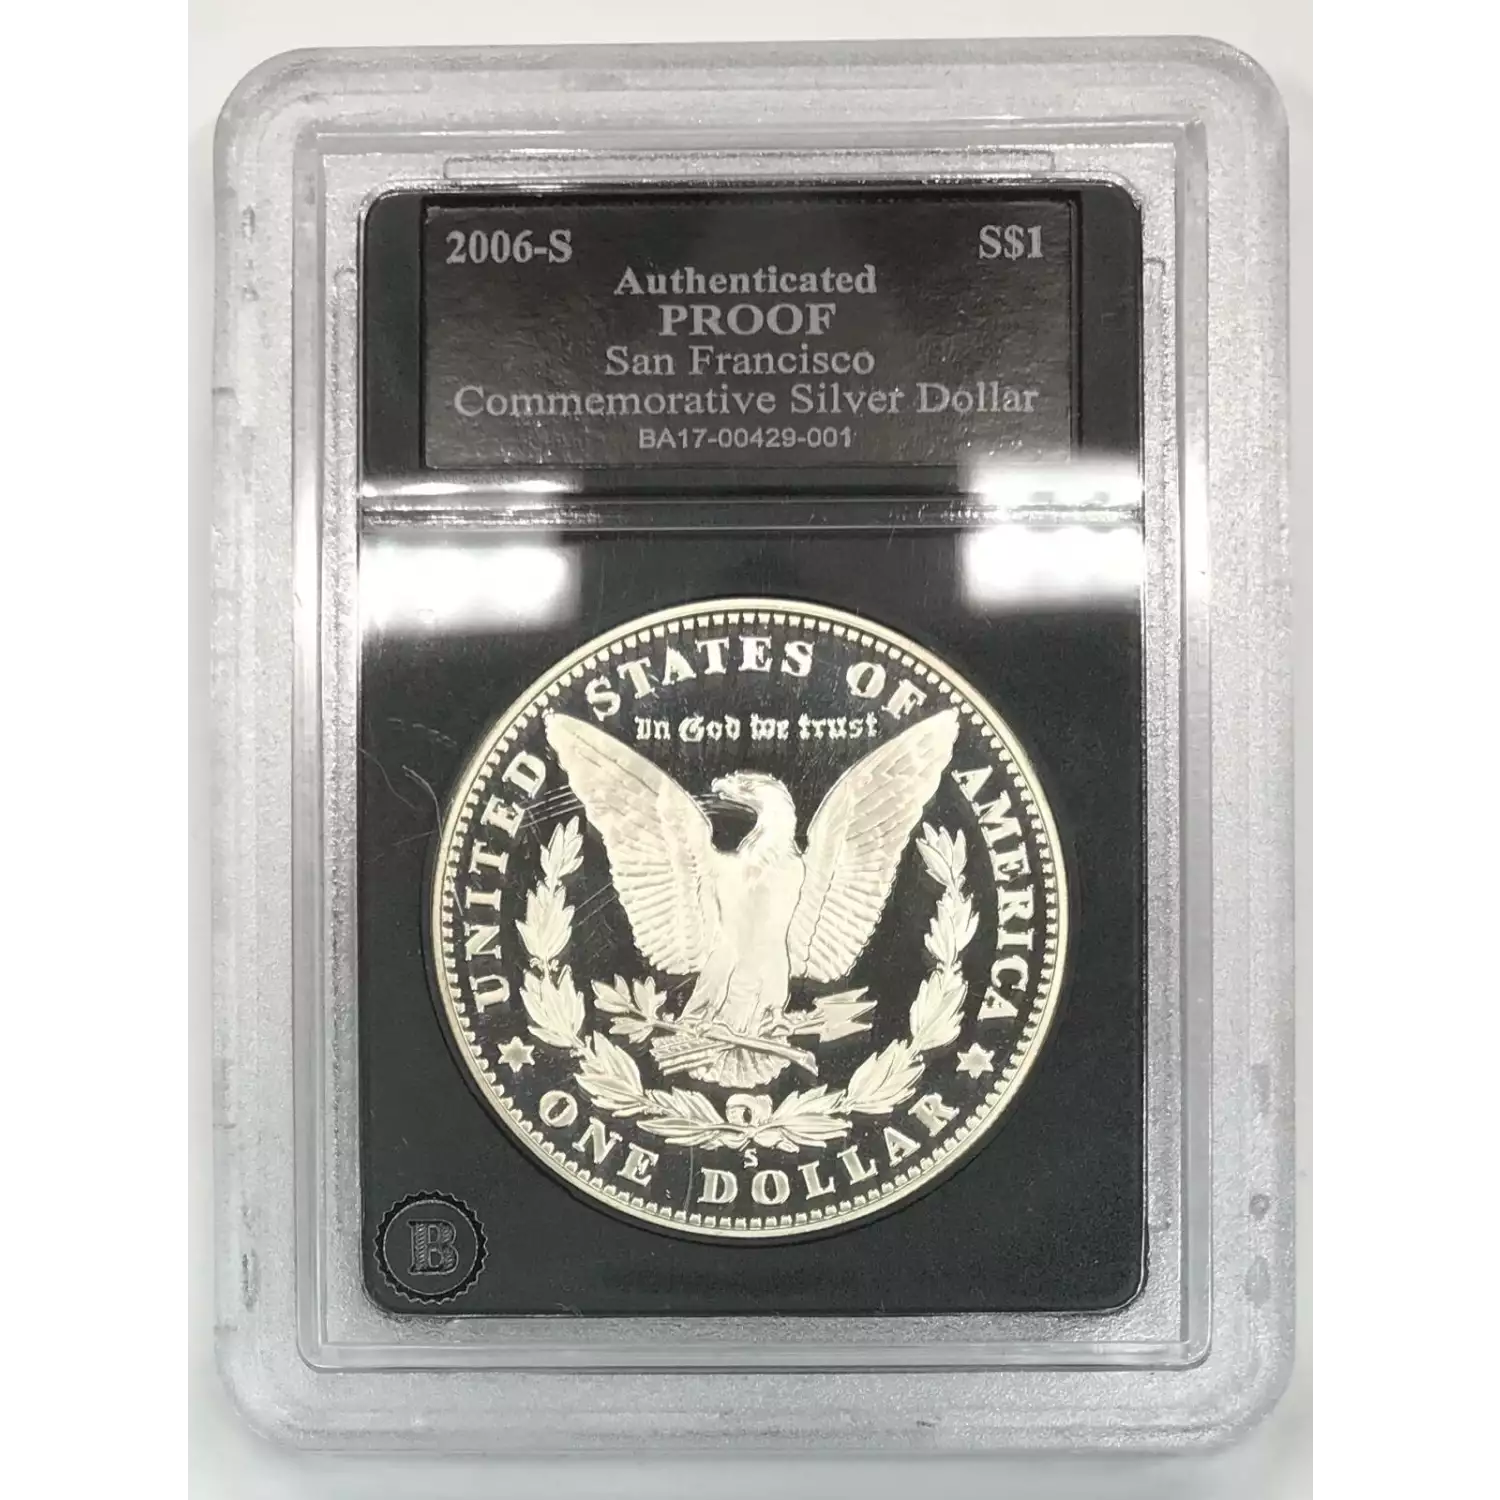 2006-S S$1
Authenticated
PROOF
San Francisco
Commemorative Silver Dollar
BA17-00429-001
UNITED STATES OF AMERICA
In God we trust
S
ONE DOLLAR
B